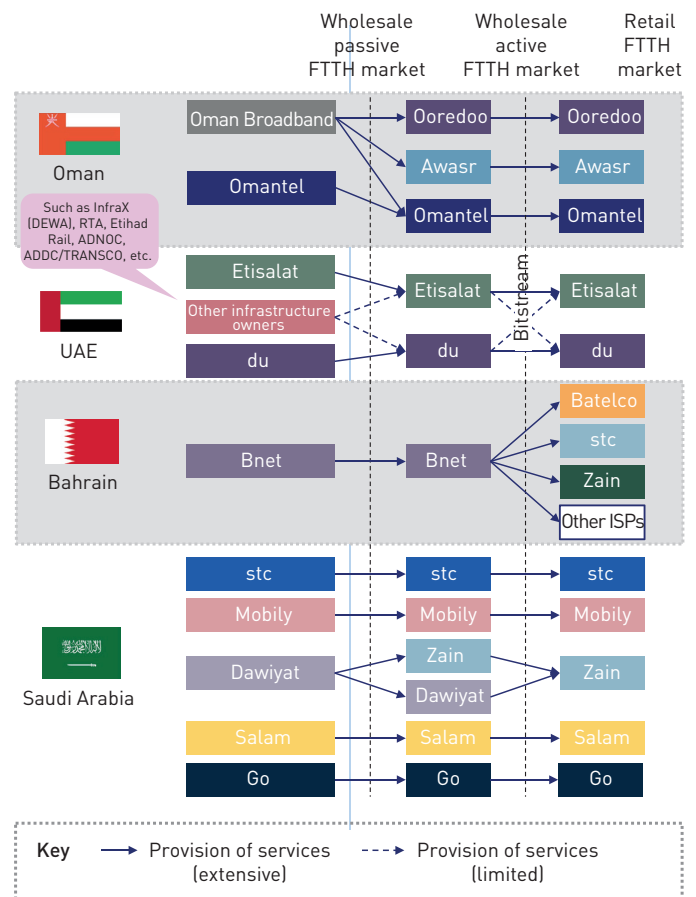 Wholesale
passive
FTTH market
Wholesale
active
FTTH market
Retail
FTTH
market
Oman
Oman Broadband
Omantel
Ooredoo
Awasr
Omantel
Ooredoo
Awasr
Omantel
Such as InfraX
(DEWA), RTA, Etihad
Rail, ADNOC,
ADDC/TRANSCO, etc.
UAE
Etisalat
Other infrastructure
owners
du
Etisalat
du
Bitstream
Etisalat
du
Bahrain
Bnet
Bnet
Batelco
stc
Zain
Other ISPs
Saudi Arabia
stc
stc
stc
Mobily
Mobily
Mobily
Dawiyat
Zain
Dawiyat
Zain
Salam
Salam
Salam
Go
Go
Go
Key
Provision of services
(extensive)
Provision of services
(limited)